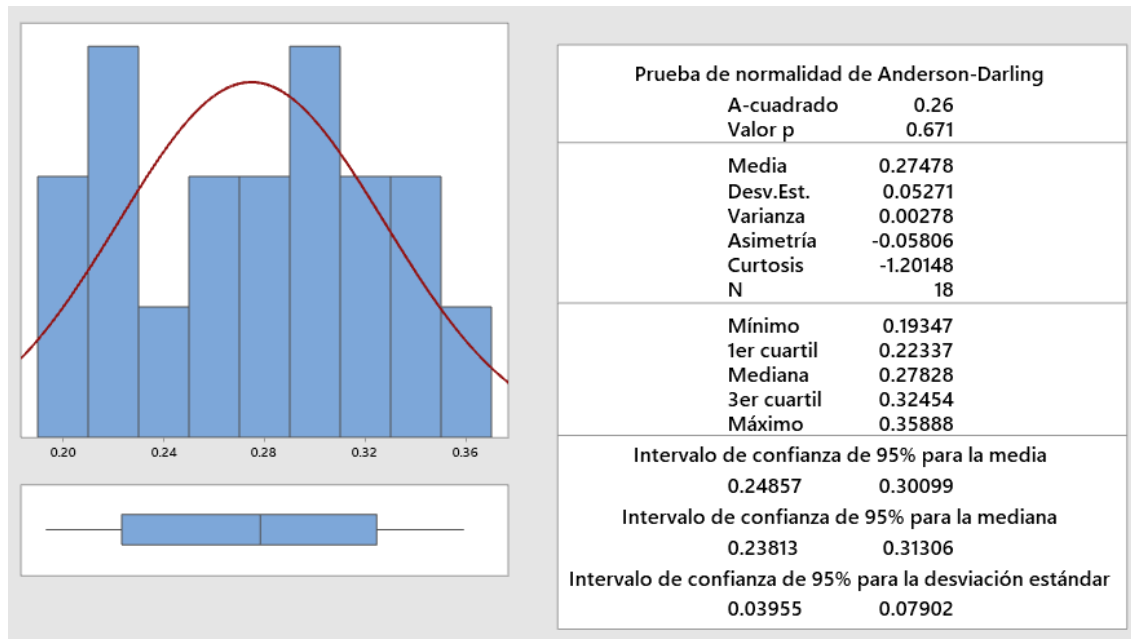 0.20 0.24 0.28 0.32 0.36
Prueba de normalidad de Anderson-Darling
A-cuadrado 0.26
Valor p 0.671
Media 0.27478
Desv.Est. 0.05271
Varianza 0.00278
Asimetría -0.05806
Curtosis -1.20148
N 18
Mínimo 0.19347
1er cuartil 0.22337
Mediana 0.27828
3er cuartil 0.32454
Máximo 0.35888
Intervalo de confianza de 95% para la media
0.24857 0.30099
Intervalo de confianza de 95% para la mediana
0.23813 0.31306
Intervalo de confianza de 95% para la desviación estándar
0.03955 0.07902